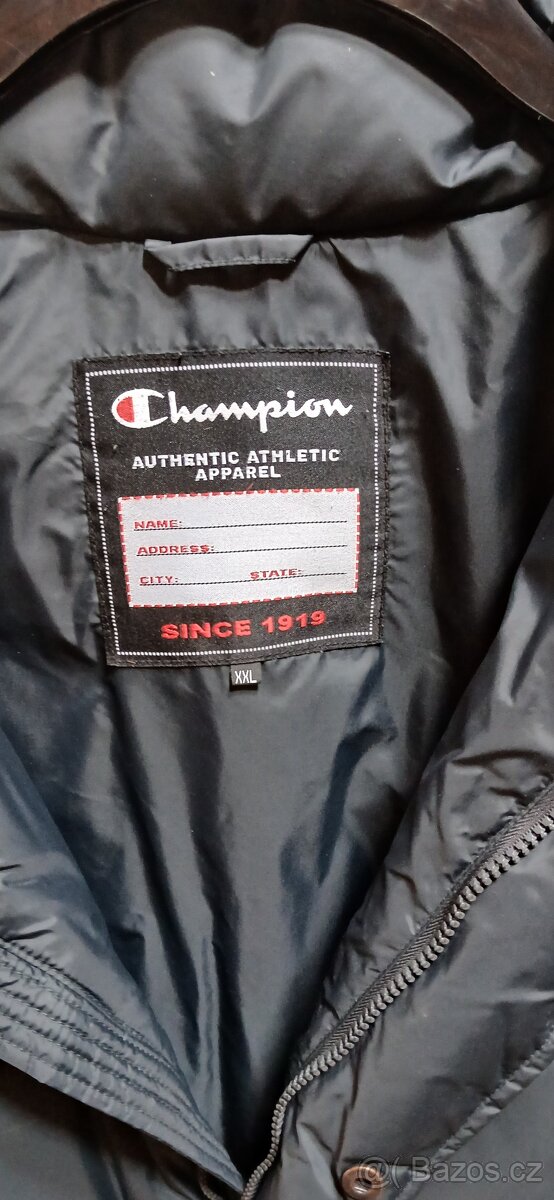 Champion
AUTHENTIC ATHLETIC
APPAREL
NAME:
ADDRESS:
CITY: STATE:
SINCE 1919
XXL
Bazos.cz